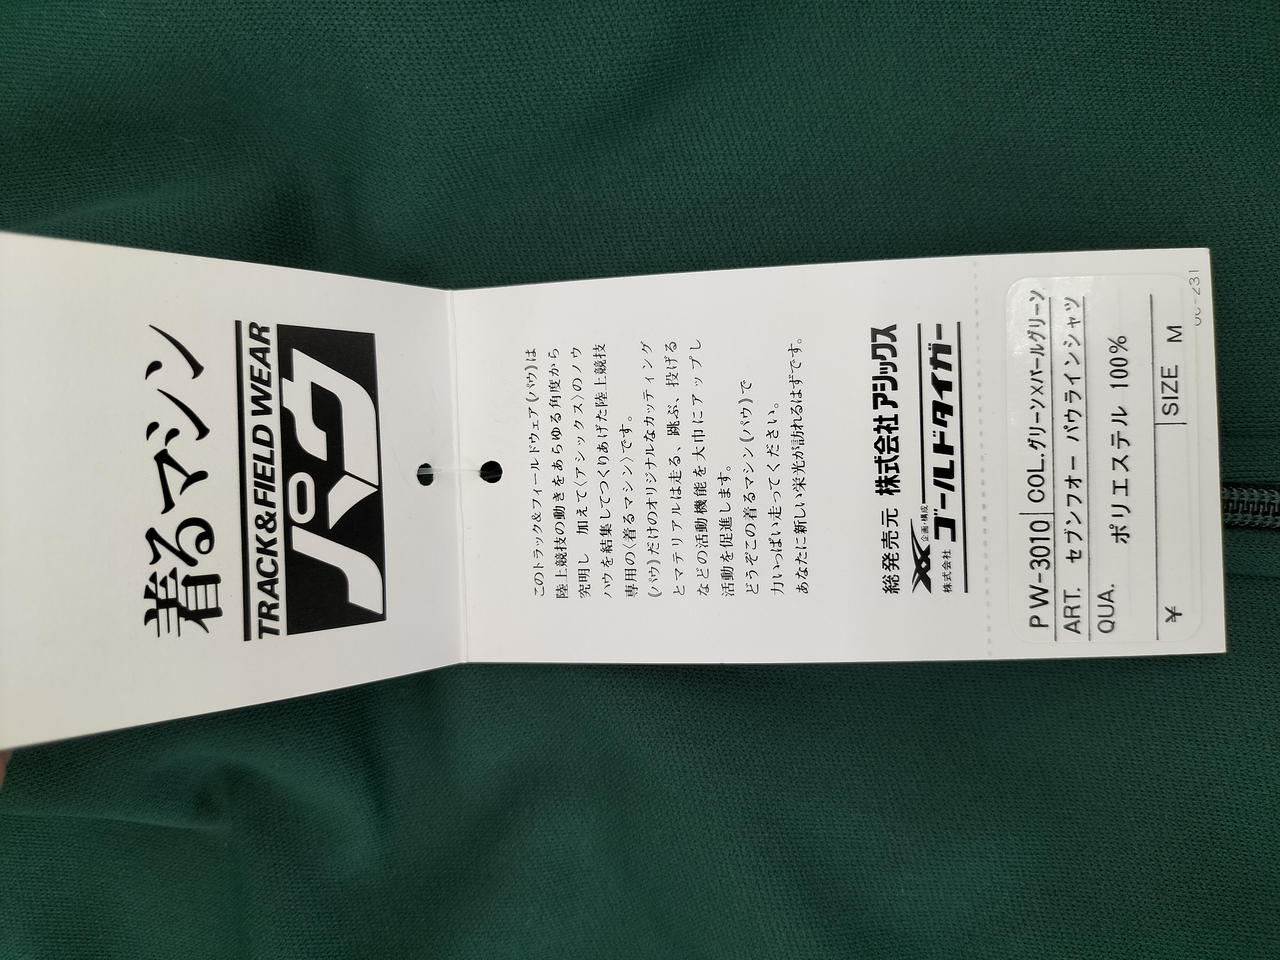 着るマシン
TRACK&FIELD WEAR
パウ
このトラック&フィールドウェア(パウ)は
陸上競技の動きをあらゆる角度から
究明し 加えて〈アシックス〉のノウ
ハウを結集してつくりあげた陸上競技
専用の〈着るマシン〉です。
(パウ)だけのオリジナルなカッティング
とマテリアルは走る、跳ぶ、投げる
などの活動機能を大巾にアップし
活動を促進します。
どうぞこの着るマシン(パウ)で
力いっぱい走ってください。
あなたに新しい栄光が訪れるはずです。
総発売元 株式会社アシックス
企画・構成
株式会社 ゴールドタイガー
PW-3010 COL.グリーン×パールグリーン
ART. セブンフォー パウラインシャツ
QUA.
ポリエステル 100%
¥ SIZE M